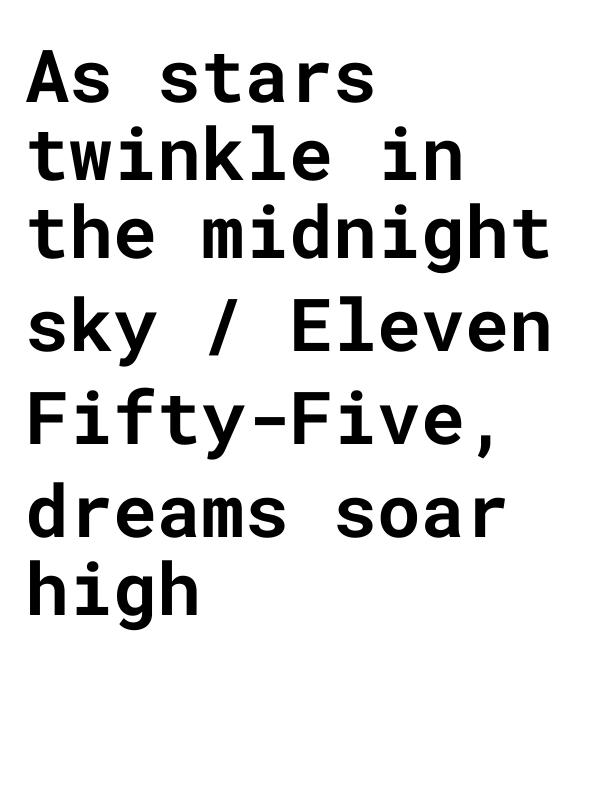 As stars
twinkle in
the midnight
sky / Eleven
Fifty-Five,
dreams soar
high